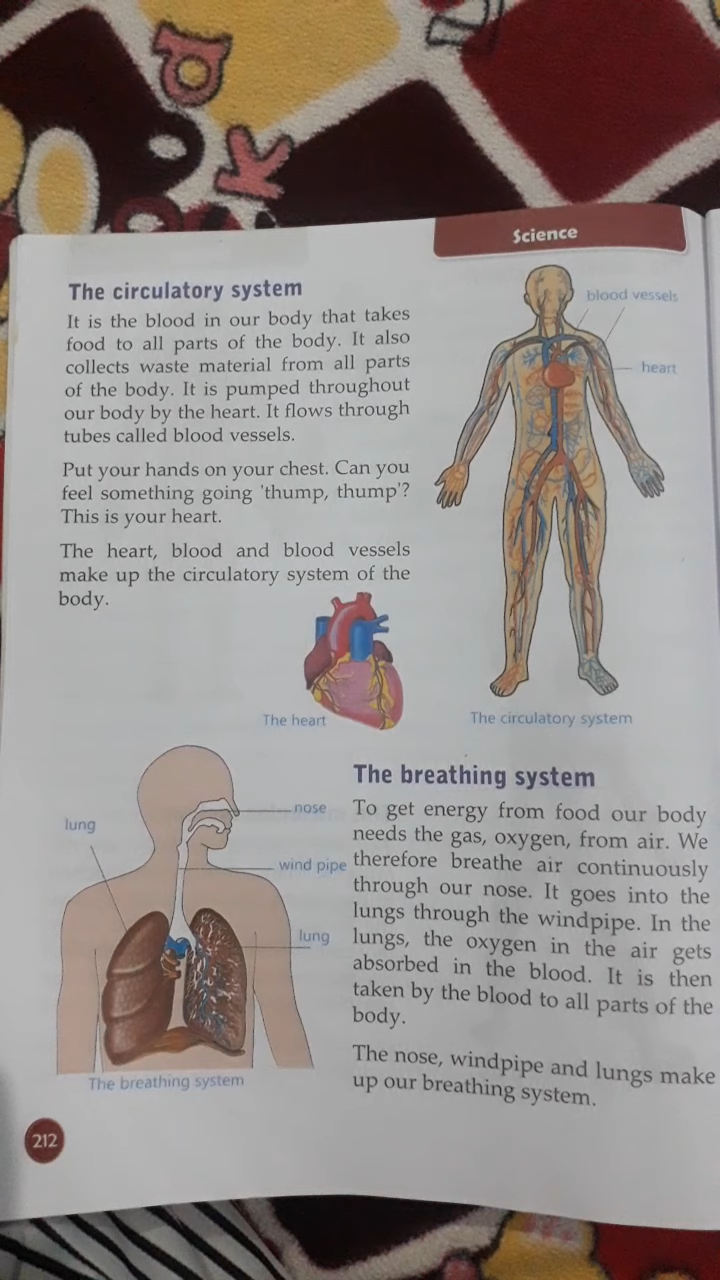 Science
The circulatory system
It is the blood in our body that takes
food to all parts of the body. It also
collects waste material from all parts
of the body. It is pumped throughout
our body by the heart. It flows through
tubes called blood vessels.
Put your hands on your chest. Can you
feel something going 'thump, thump'?
This is your heart.
The heart, blood and blood vessels
make up the circulatory system of the
body.
The heart
blood vessels
heart
The circulatory system
lung
nose
wind pipe
lung
The breathing system
The breathing system
To get energy from food our body
needs the gas, oxygen, from air. We
therefore breathe air continuously
through our nose. It goes into the
lungs through the windpipe. In the
lungs, the oxygen in the air gets
absorbed in the blood. It is then
taken by the blood to all parts of the
body.
The nose, windpipe and lungs make
up our breathing system.
212